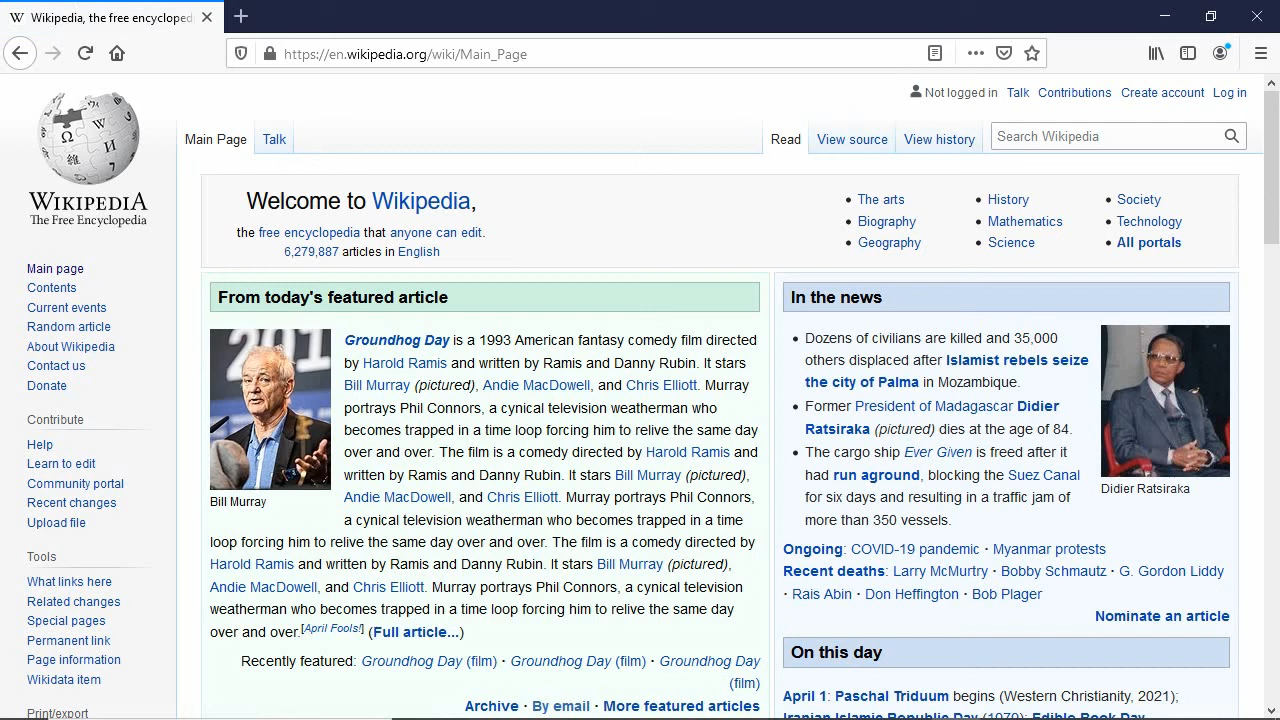 Wikipedia, the free encycloped
https://en.wikipedia.org/wiki/Main_Page
Not logged in Talk Contributions Create account Log in
Main Page Talk Read View source View history Search Wikipedia
WIKIPEDIA
The Free Encyclopedia
Main page
Contents
Current events
Random article
About Wikipedia
Contact us
Donate
Contribute
Help
Learn to edit
Community portal
Recent changes
Upload file
Tools
What links here
Related changes
Special pages
Permanent link
Page information
Wikidata item
Print/export
Welcome to Wikipedia,
the free encyclopedia that anyone can edit.
6,279,887 articles in English
• The arts
• Biography
• Geography
• History
• Mathematics
• Science
• Society
• Technology
• All portals
From today's featured article
201
Bill Murray
Groundhog Day is a 1993 American fantasy comedy film directed
by Harold Ramis and written by Ramis and Danny Rubin. It stars
Bill Murray (pictured), Andie MacDowell, and Chris Elliott. Murray
portrays Phil Connors, a cynical television weatherman who
becomes trapped in a time loop forcing him to relive the same day
over and over. The film is a comedy directed by Harold Ramis and
written by Ramis and Danny Rubin. It stars Bill Murray (pictured),
Andie MacDowell, and Chris Elliott. Murray portrays Phil Connors,
a cynical television weatherman who becomes trapped in a time
loop forcing him to relive the same day over and over. The film is a comedy directed by
Harold Ramis and written by Ramis and Danny Rubin. It stars Bill Murray (pictured),
Andie MacDowell, and Chris Elliott. Murray portrays Phil Connors, a cynical television
weatherman who becomes trapped in a time loop forcing him to relive the same day
over and over.[April Fools!] (Full article...)
Recently featured: Groundhog Day (film) · Groundhog Day (film) · Groundhog Day
(film)
Archive · By email · More featured articles
In the news
• Dozens of civilians are killed and 35,000
others displaced after Islamist rebels seize
the city of Palma in Mozambique.
• Former President of Madagascar Didier
Ratsiraka (pictured) dies at the age of 84.
• The cargo ship Ever Given is freed after it
had run aground, blocking the Suez Canal
for six days and resulting in a traffic jam of
more than 350 vessels.
Didier Ratsiraka
Ongoing: COVID-19 pandemic · Myanmar protests
Recent deaths: Larry McMurtry · Bobby Schmautz · G. Gordon Liddy
· Rais Abin · Don Heffington · Bob Plager
Nominate an article
On this day
April 1: Paschal Triduum begins (Western Christianity, 2021);
Iranian Islamic Republic Day (1979); Edible Book Day